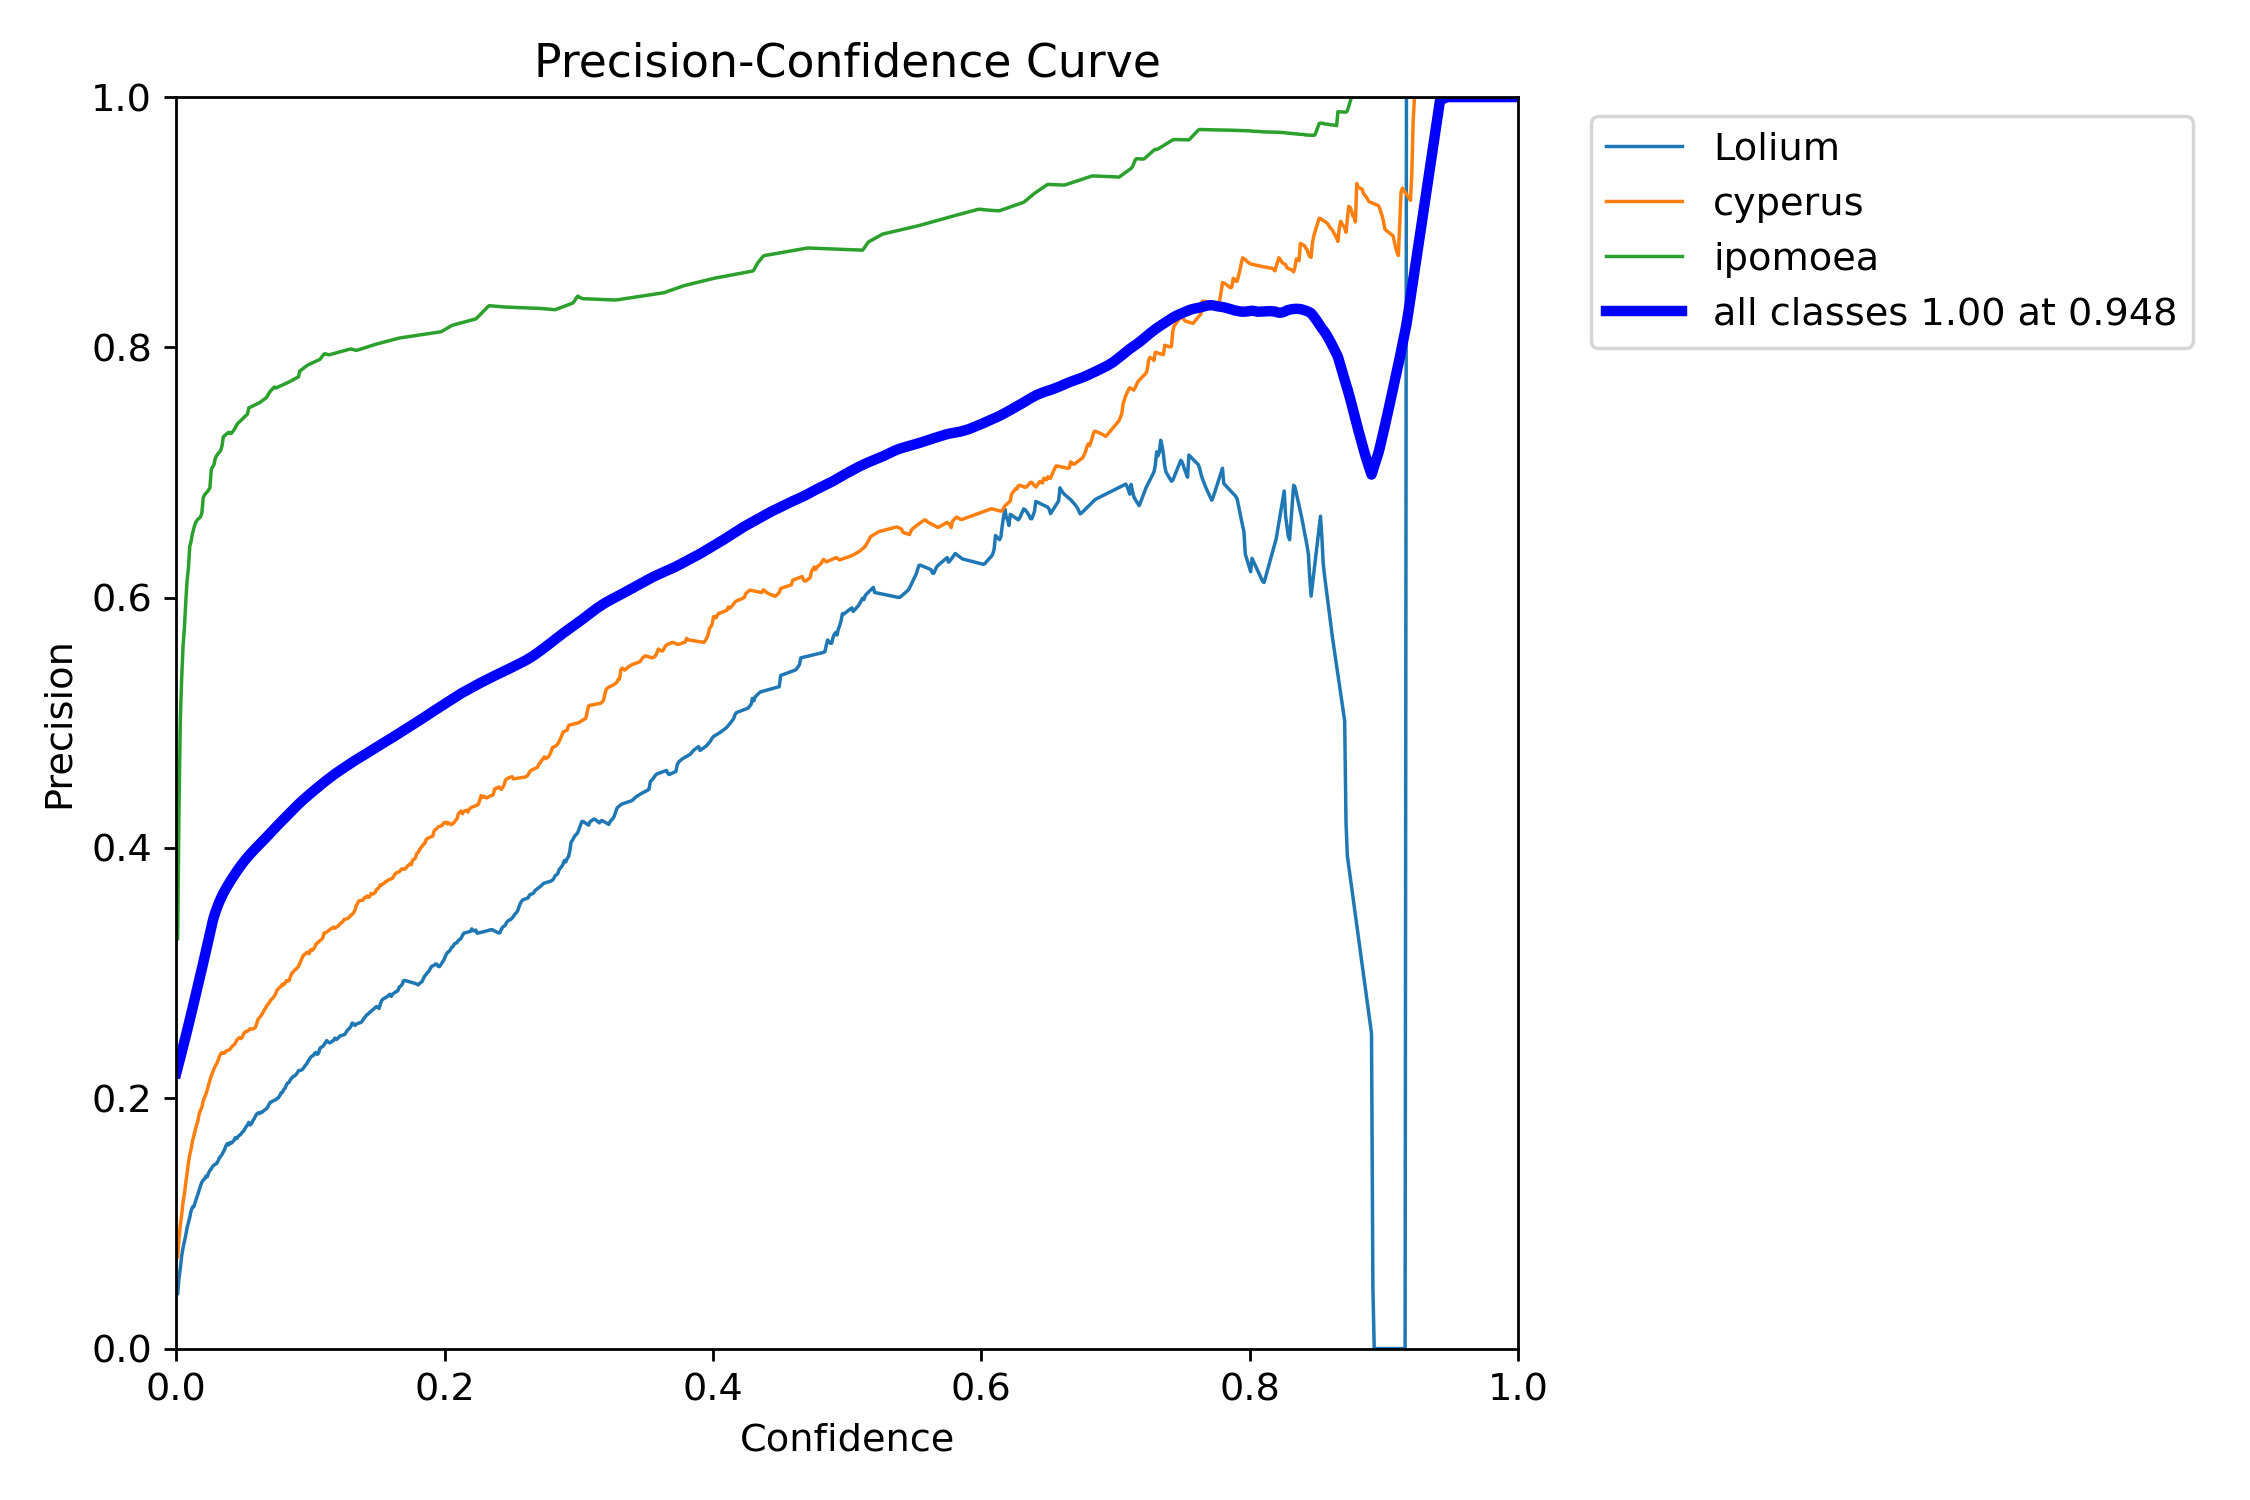 Precision-Confidence Curve
1.0
0.8
0.6
0.4
0.2
0.0
Precision
0.0 0.2 0.4 0.6 0.8 1.0
Confidence
Lolium
cyperus
ipomoea
all classes 1.00 at 0.948